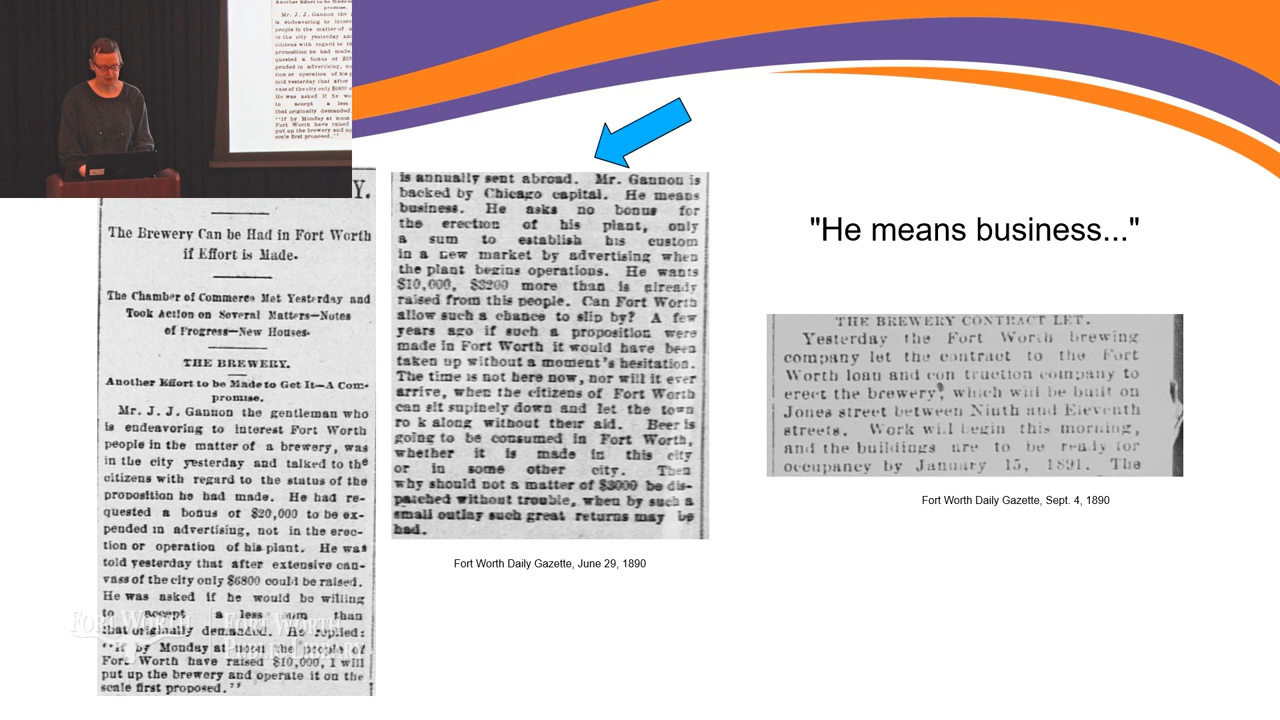 Y.
The Brewery Can be Had in Fort Worth
if Effort is Made.
The Chamber of Commerce Met Yesterday and
Took Action on Several Matters—Notes
of Progress—New Houses.
THE BREWERY.
Another Effort to be Made to Get It—A Com-
promise.
Mr. J. J. Gannon the gentleman who
is endeavoring to interest Fort Worth
people in the matter of a brewery, was
in the city yesterday and talked to the
citizens with regard to the status of the
proposition he had made. He had re-
quested a bonus of $20,000 to be ex-
pended in advertising, not in the erec-
tion or operation of his plant. He was
told yesterday that after extensive can-
vass of the city only $6800 could be raised.
He was asked if he would be willing
to accept a less sum than
that originally demanded. He replied:
"If by Monday at noon the people of
Fort Worth have raised $10,000, I will
put up the brewery and operate it on the
scale first proposed."
is annually sent abroad. Mr. Gannon is
backed by Chicago capital. He means
business. He asks no bonus for
the erection of his plant, only
a sum to establish his custom
in a new market by advertising when
the plant begins operations. He wants
$10,000, $3200 more than is already
raised from this people. Can Fort Worth
allow such a chance to slip by? A few
years ago if such a proposition were
made in Fort Worth it would have been
taken up without a moment's hesitation.
The time is not here now, nor will it ever
arrive, when the citizens of Fort Worth
can sit supinely down and let the town
ro k along without their aid. Beer is
going to be consumed in Fort Worth,
whether it is made in this city
or in some other city. Then
why should not a matter of $3000 be dis-
patched without trouble, when by such a
small outlay such great returns may be
had.
Fort Worth Daily Gazette, June 29, 1890
"He means business..."
THE BREWERY CONTRACT LET.
Yesterday the Fort Worth brewing
company let the contract to the Fort
Worth loan and con truction company to
erect the brewery, which will be built on
Jones street between Ninth and Eleventh
streets. Work will begin this morning,
and the buildings are to be ready for
occupancy by January 15, 1891. The
Fort Worth Daily Gazette, Sept. 4, 1890
FORT WORTH
FORT WORTH
PUBLIC LIBRARY